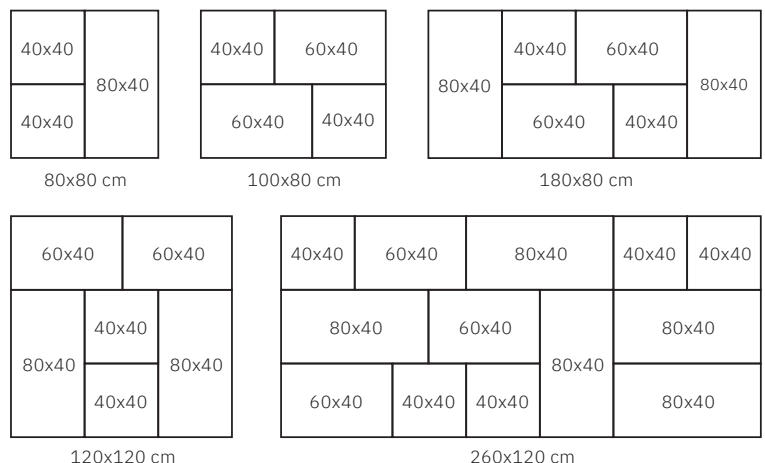 40x40
80x40
40x40
80x80 cm
40x40 60x40
60x40 40x40
100x80 cm
80x40 40x40 60x40 80x40
60x40 40x40
180x80 cm
60x40 60x40
80x40 40x40 80x40
40x40
120x120 cm
40x40 60x40 80x40 40x40 40x40
80x40 60x40 80x40 80x40
60x40 40x40 40x40 80x40
260x120 cm